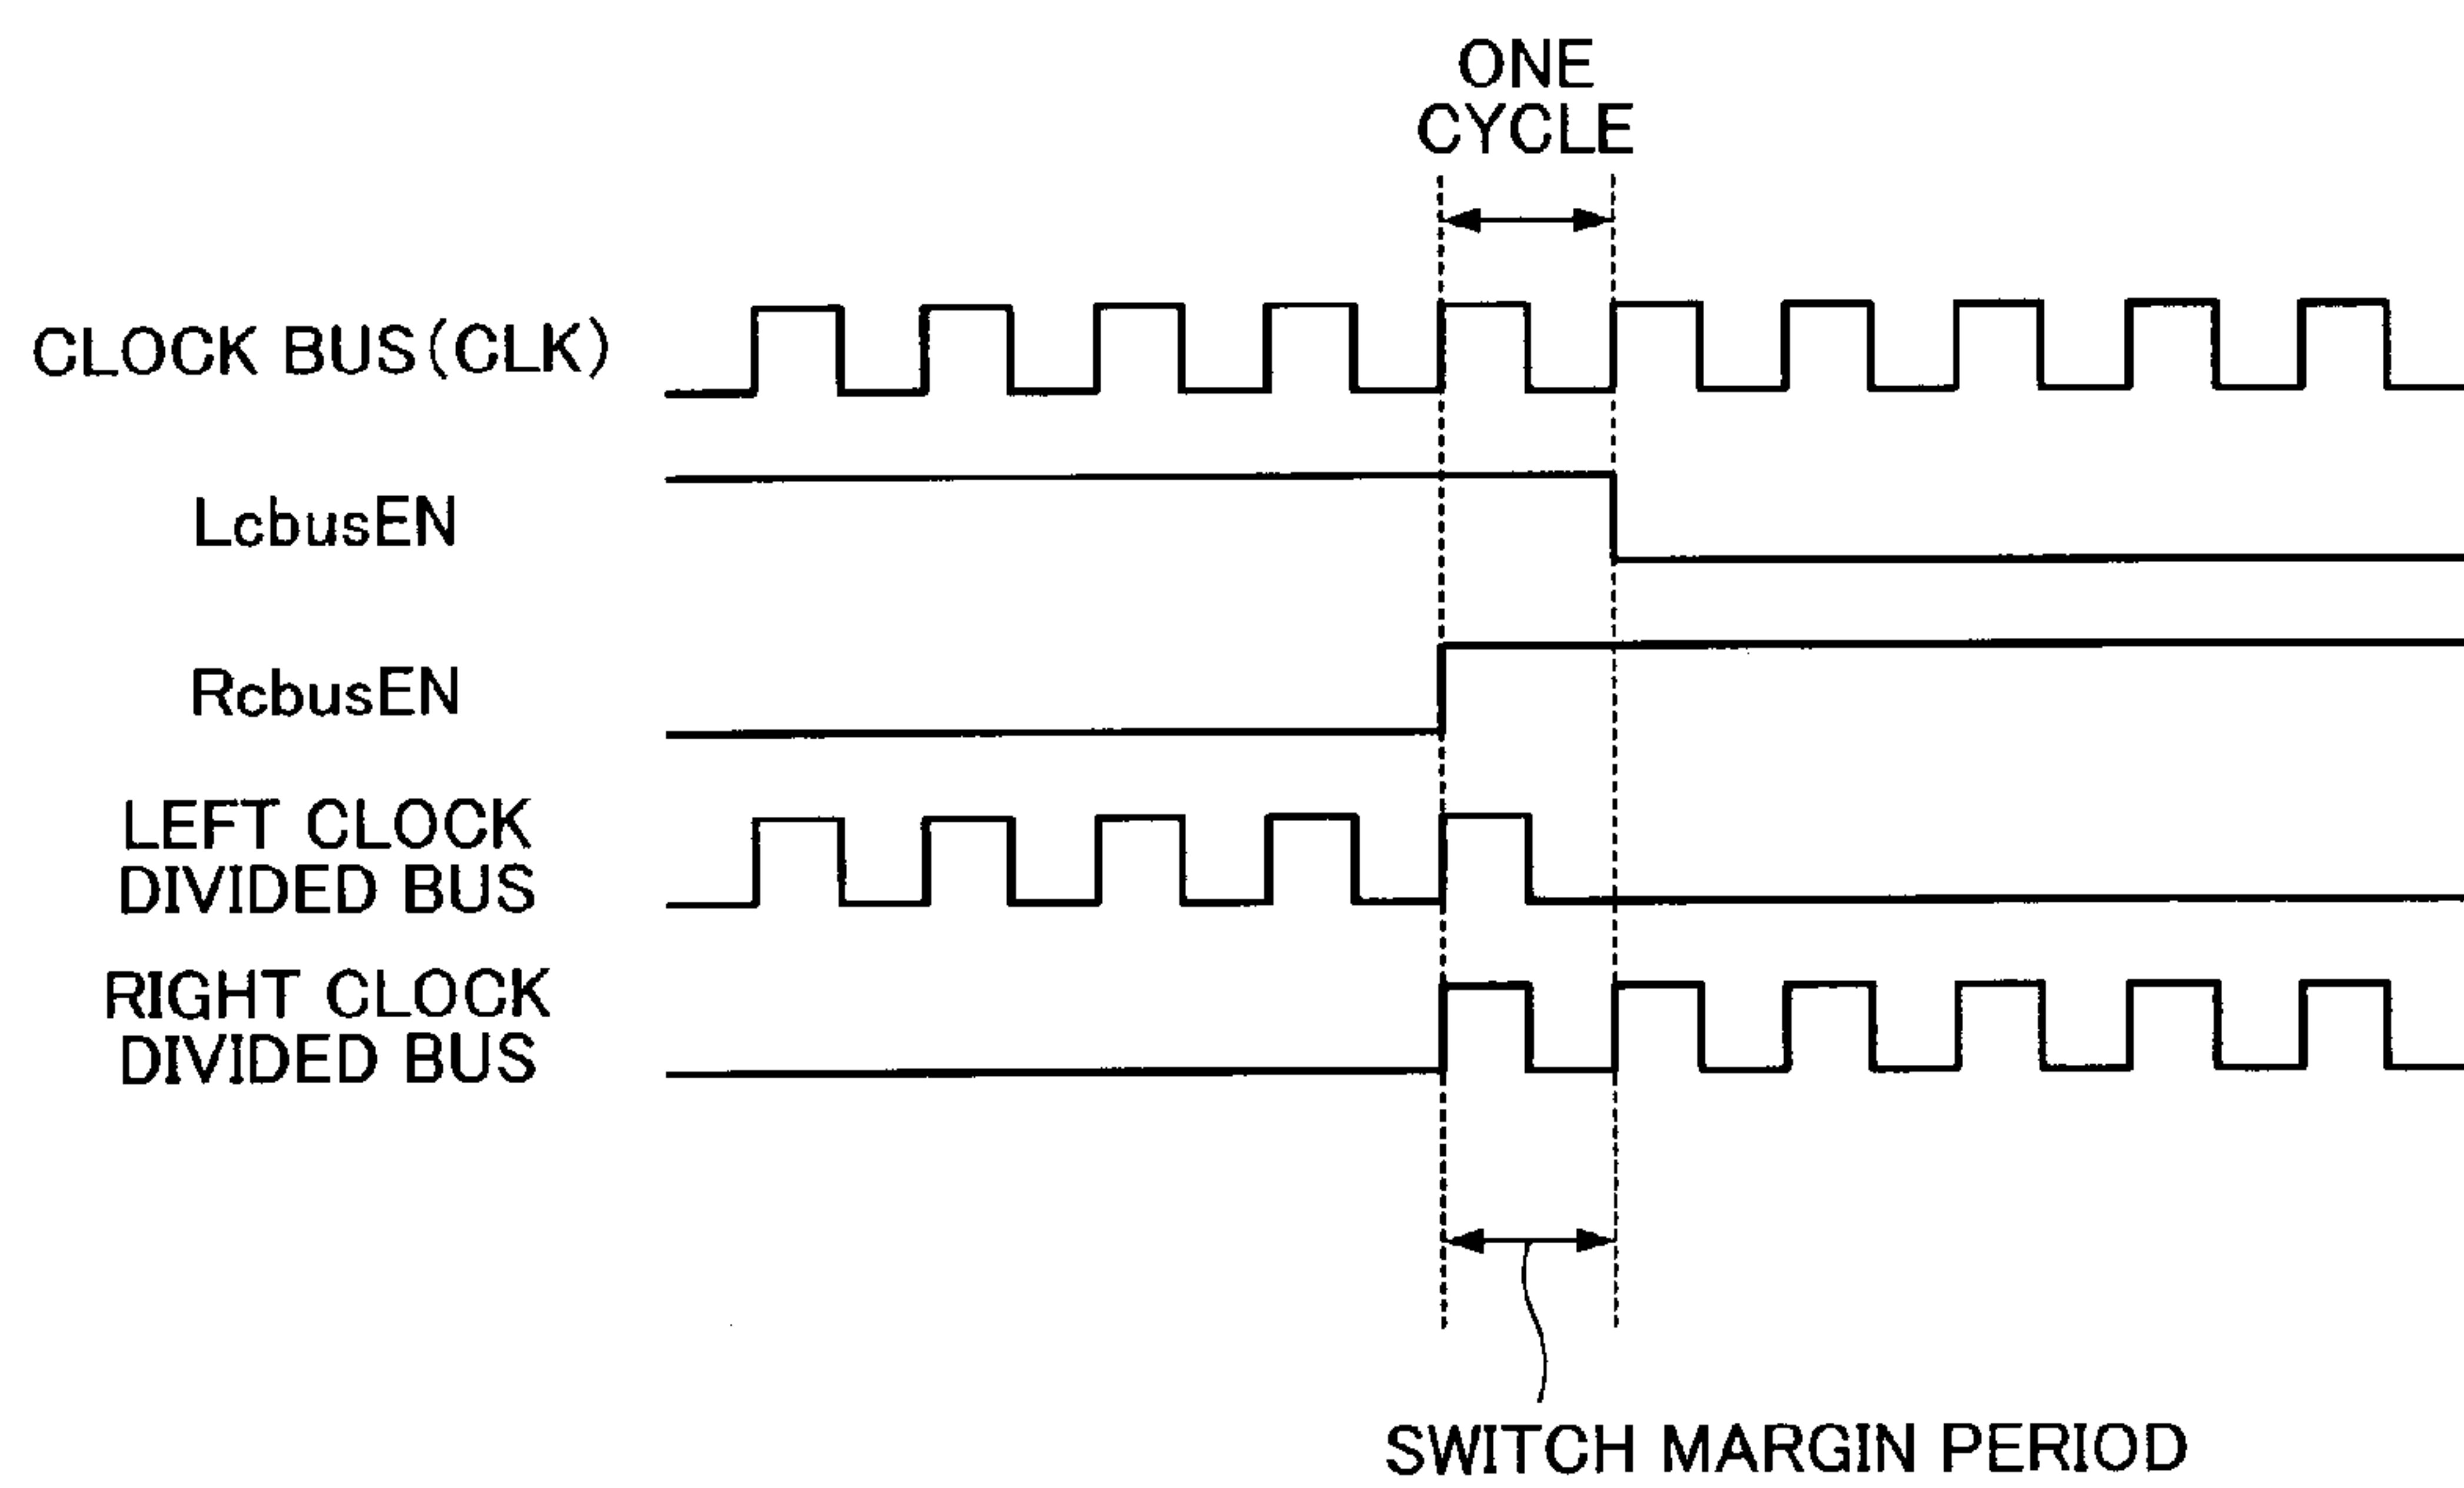 ONE
CYCLE
CLOCK BUS(CLK)
LcbusEN
RcbusEN
LEFT CLOCK
DIVIDED BUS
RIGHT CLOCK
DIVIDED BUS
SWITCH MARGIN PERIOD